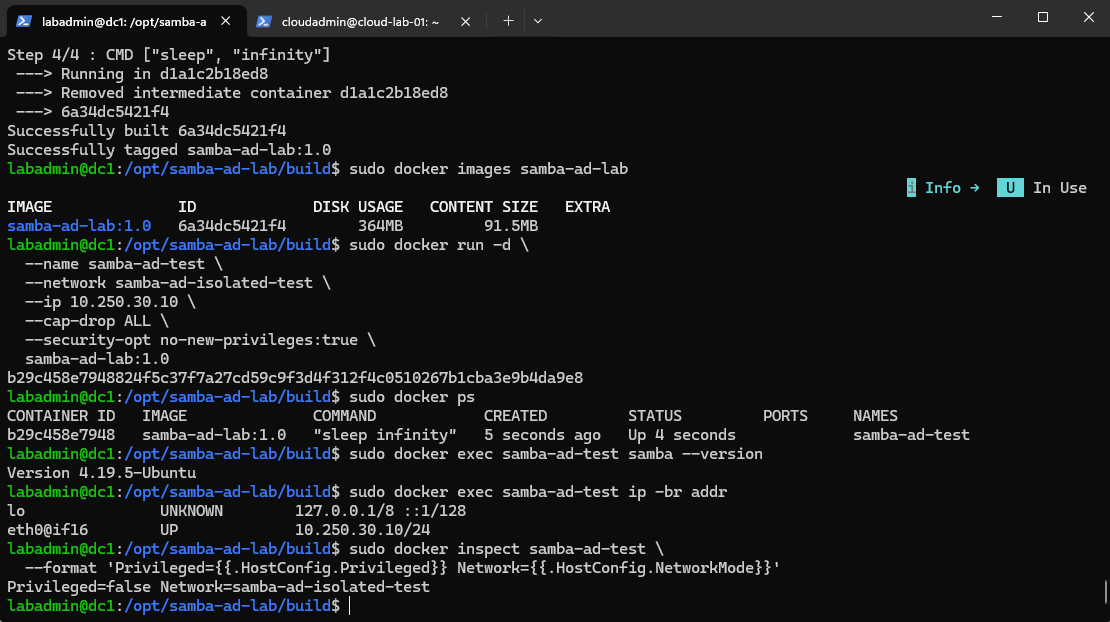 labadmin@dc1: /opt/samba-a
cloudadmin@cloud-lab-01: ~
Step 4/4 : CMD ["sleep", "infinity"]
 ---> Running in d1a1c2b18ed8
 ---> Removed intermediate container d1a1c2b18ed8
 ---> 6a34dc5421f4
Successfully built 6a34dc5421f4
Successfully tagged samba-ad-lab:1.0
labadmin@dc1:/opt/samba-ad-lab/build$ sudo docker images samba-ad-lab
i Info → U In Use
IMAGE ID DISK USAGE CONTENT SIZE EXTRA
samba-ad-lab:1.0 6a34dc5421f4 364MB 91.5MB
labadmin@dc1:/opt/samba-ad-lab/build$ sudo docker run -d \
  --name samba-ad-test \
  --network samba-ad-isolated-test \
  --ip 10.250.30.10 \
  --cap-drop ALL \
  --security-opt no-new-privileges:true \
  samba-ad-lab:1.0
b29c458e7948824f5c37f7a27cd59c9f3d4f312f4c0510267b1cba3e9b4da9e8
labadmin@dc1:/opt/samba-ad-lab/build$ sudo docker ps
CONTAINER ID IMAGE COMMAND CREATED STATUS PORTS NAMES
b29c458e7948 samba-ad-lab:1.0 "sleep infinity" 5 seconds ago Up 4 seconds samba-ad-test
labadmin@dc1:/opt/samba-ad-lab/build$ sudo docker exec samba-ad-test samba --version
Version 4.19.5-Ubuntu
labadmin@dc1:/opt/samba-ad-lab/build$ sudo docker exec samba-ad-test ip -br addr
lo UNKNOWN 127.0.0.1/8 ::1/128
eth0@if16 UP 10.250.30.10/24
labadmin@dc1:/opt/samba-ad-lab/build$ sudo docker inspect samba-ad-test \
  --format 'Privileged={{.HostConfig.Privileged}} Network={{.HostConfig.NetworkMode}}'
Privileged=false Network=samba-ad-isolated-test
labadmin@dc1:/opt/samba-ad-lab/build$